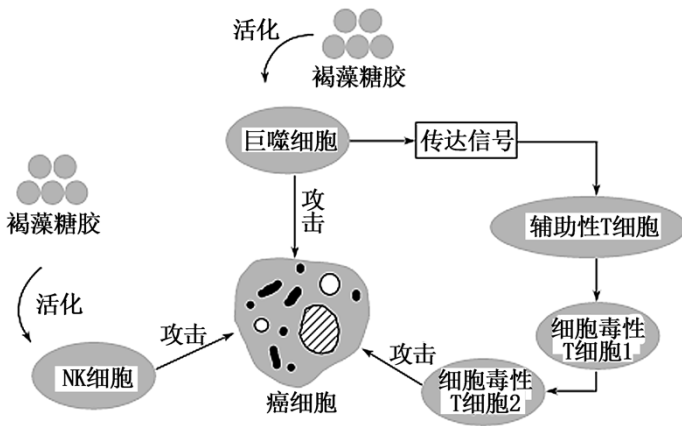 活化
褐藻糖胶
巨噬细胞
传达信号
攻击
辅助性T细胞
褐藻糖胶
活化
细胞毒性
T细胞1
攻击
攻击
NK细胞
细胞毒性
T细胞2
癌细胞